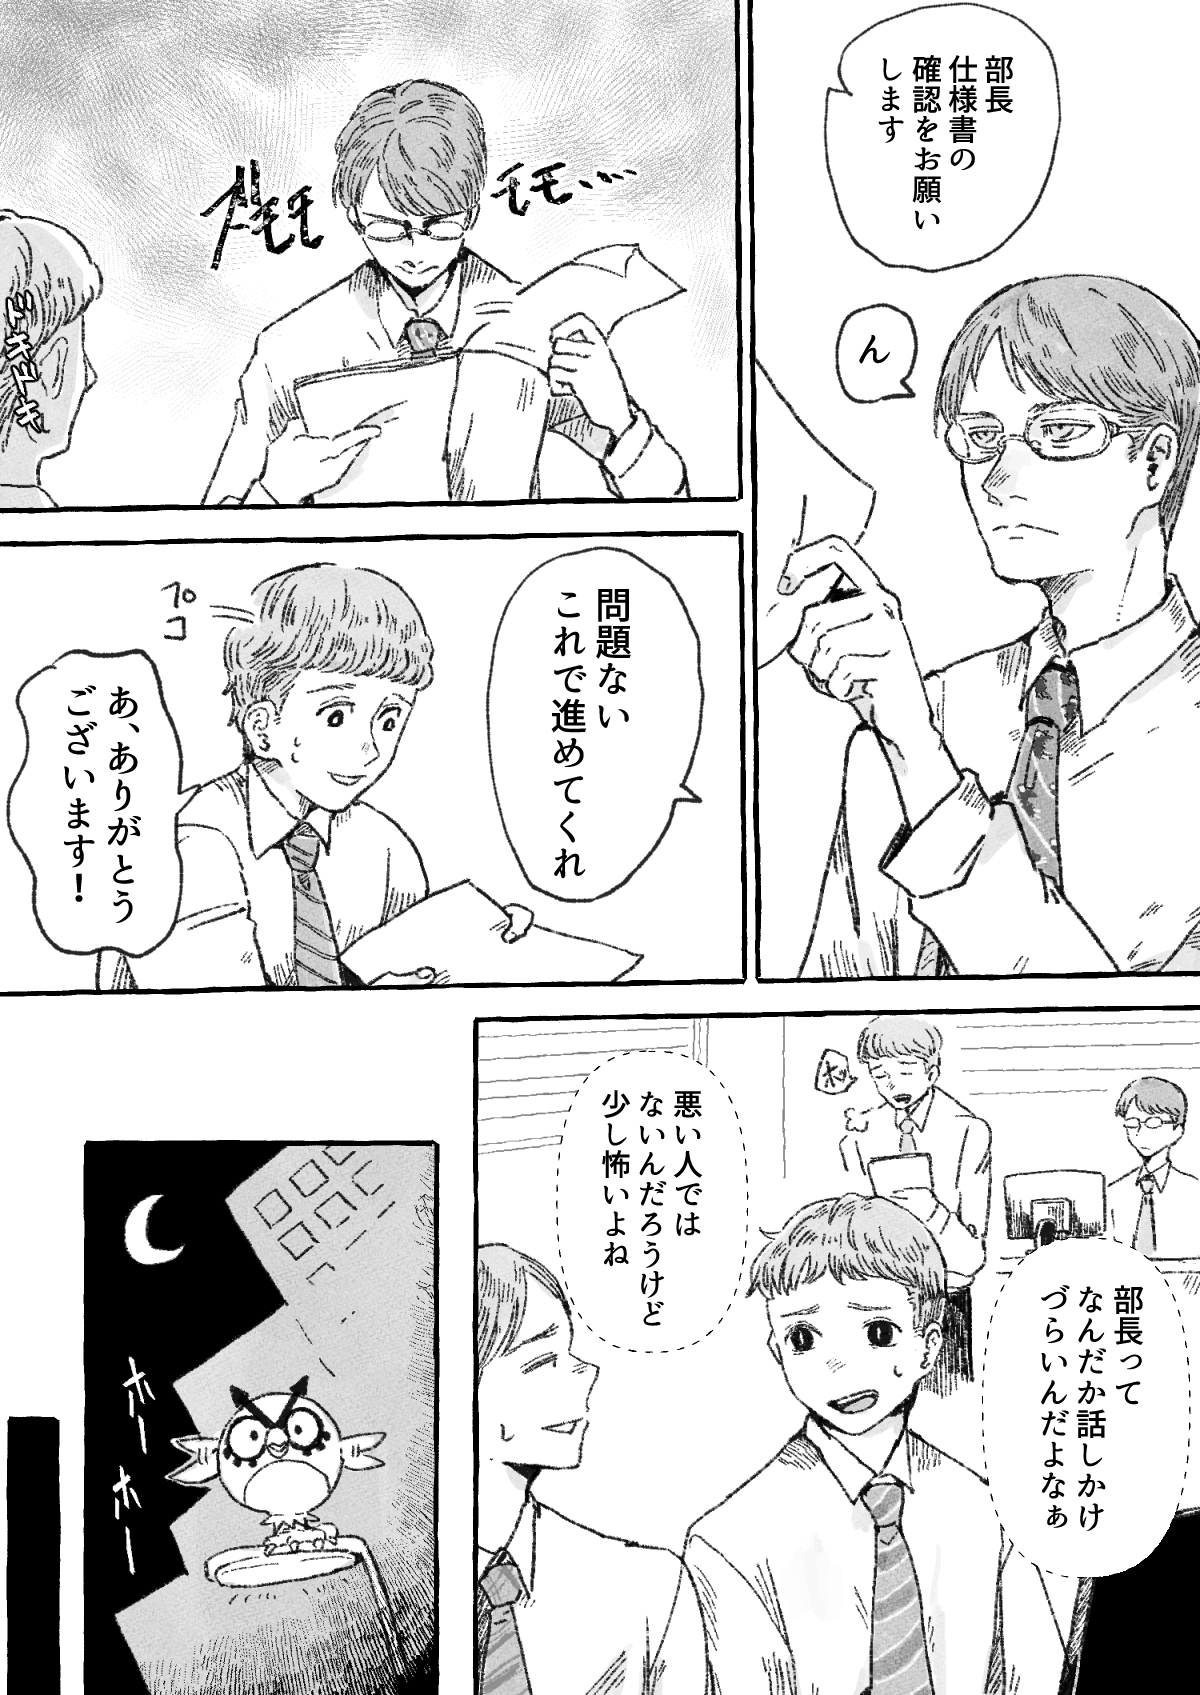 部長
仕様書の
確認をお願い
します
ん
モモ・・・・
ドキドキ
問題ない
これで進めてくれ
ペコ
あ、ありがとう
ございます！
ホッ
部長って
なんだか話しかけ
づらいんだよなぁ
悪い人では
ないんだろうけど
少し怖いよね
ホーホー